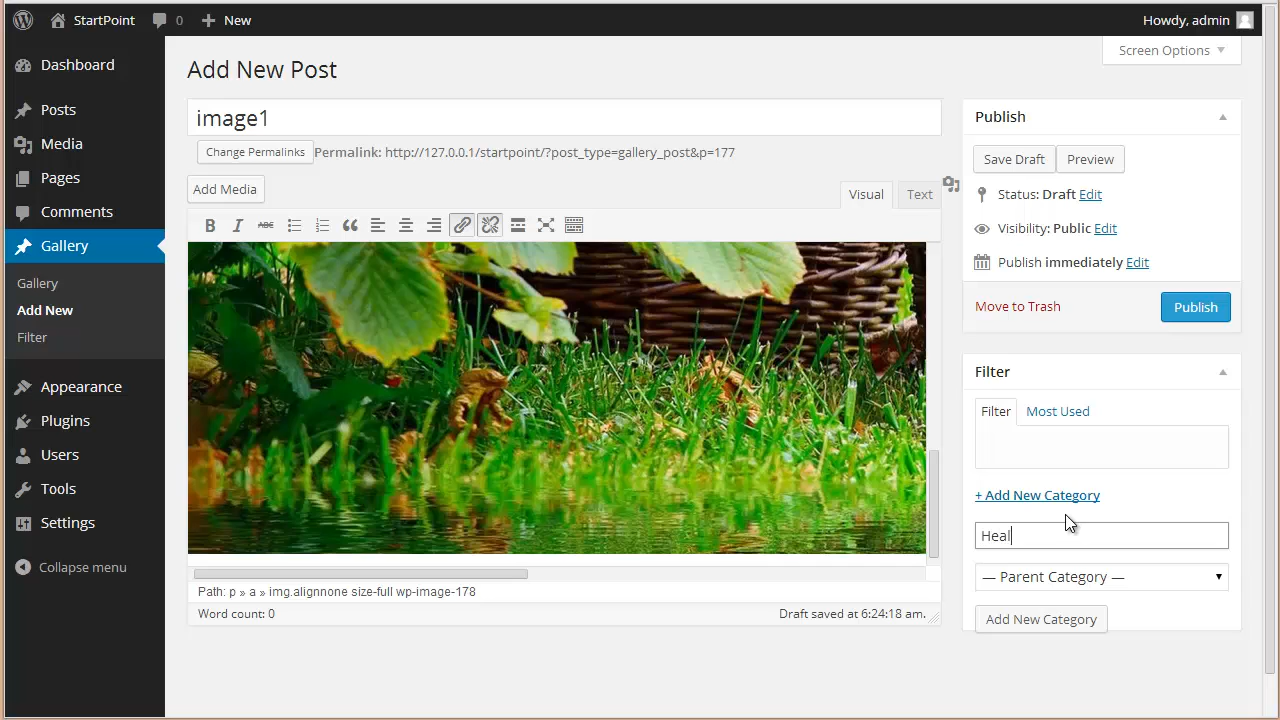 StartPoint 0 New Howdy, admin
Screen Options
Dashboard
Posts
Media
Pages
Comments
Gallery
Gallery
Add New
Filter
Appearance
Plugins
Users
Tools
Settings
Collapse menu
Add New Post
image1
Change Permalinks Permalink: http://127.0.0.1/startpoint/?post_type=gallery_post&p=177
Add Media
Visual Text
B I ABC
Path: p » a » img.alignnone size-full wp-image-178
Word count: 0 Draft saved at 6:24:18 am.
Publish
Save Draft Preview
Status: Draft Edit
Visibility: Public Edit
Publish immediately Edit
Move to Trash Publish
Filter
Filter Most Used
+ Add New Category
Heal
— Parent Category —
Add New Category